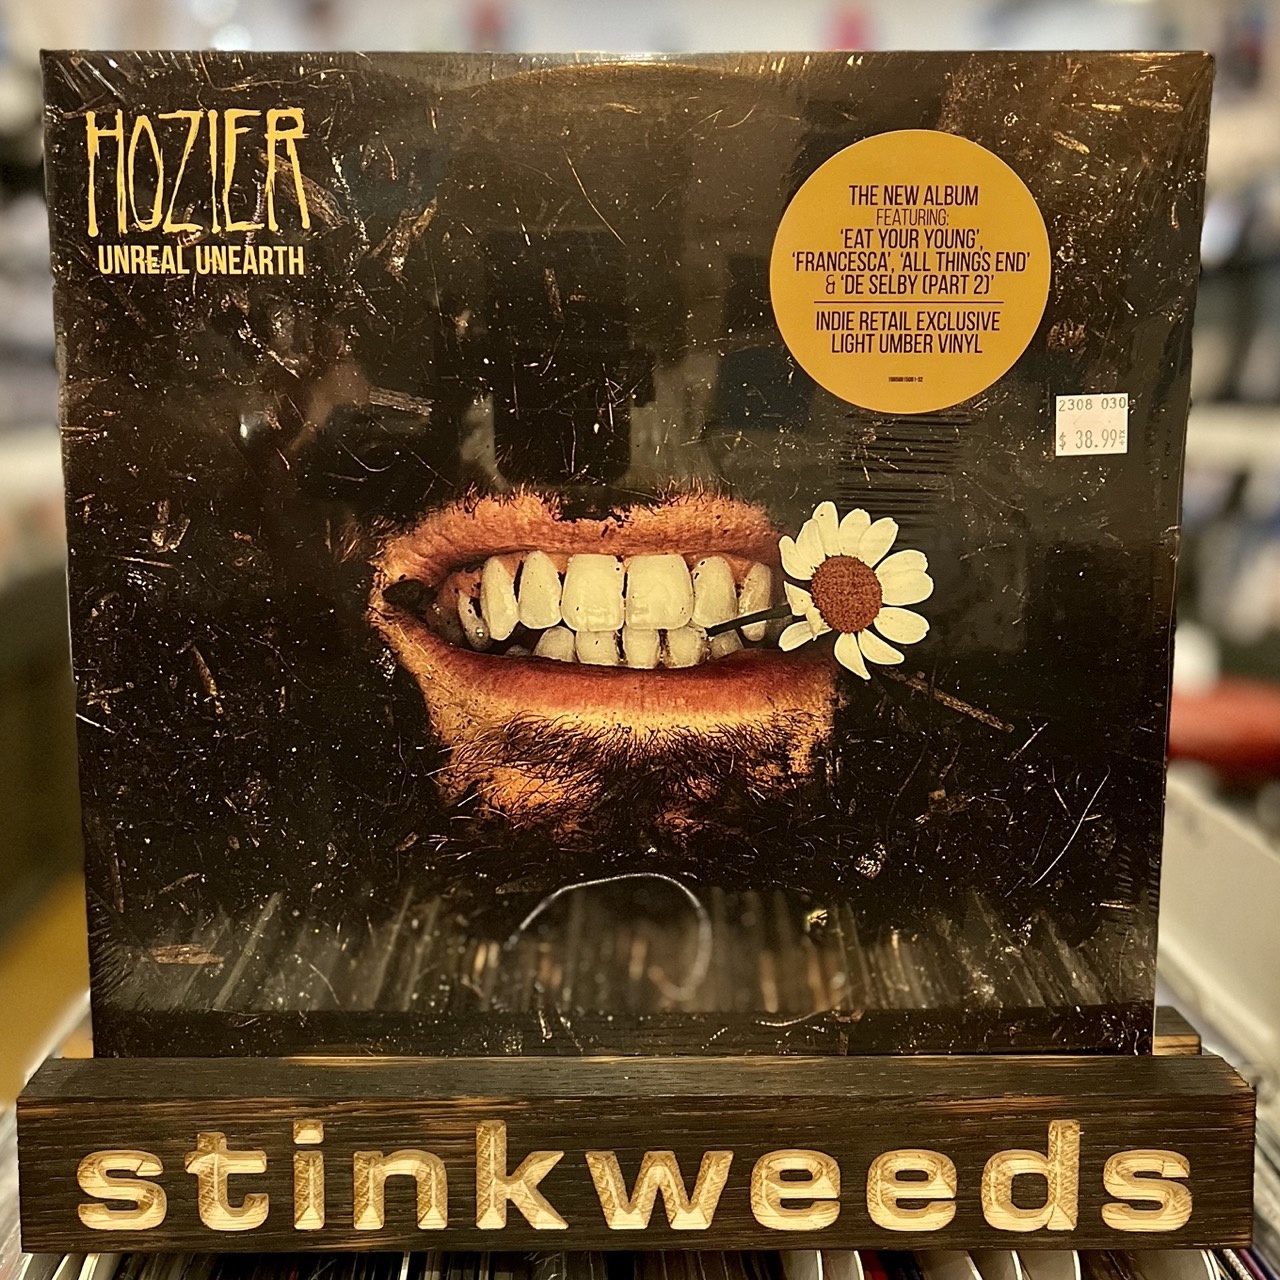 HOZIER
UNREAL UNEARTH
THE NEW ALBUM
FEATURING:
‘EAT YOUR YOUNG’,
‘FRANCESCA’, ‘ALL THINGS END’
& ‘DE SELBY (PART 2)’
INDIE RETAIL EXCLUSIVE
LIGHT UMBER VINYL
2308 030
$ 38.99
stinkweeds